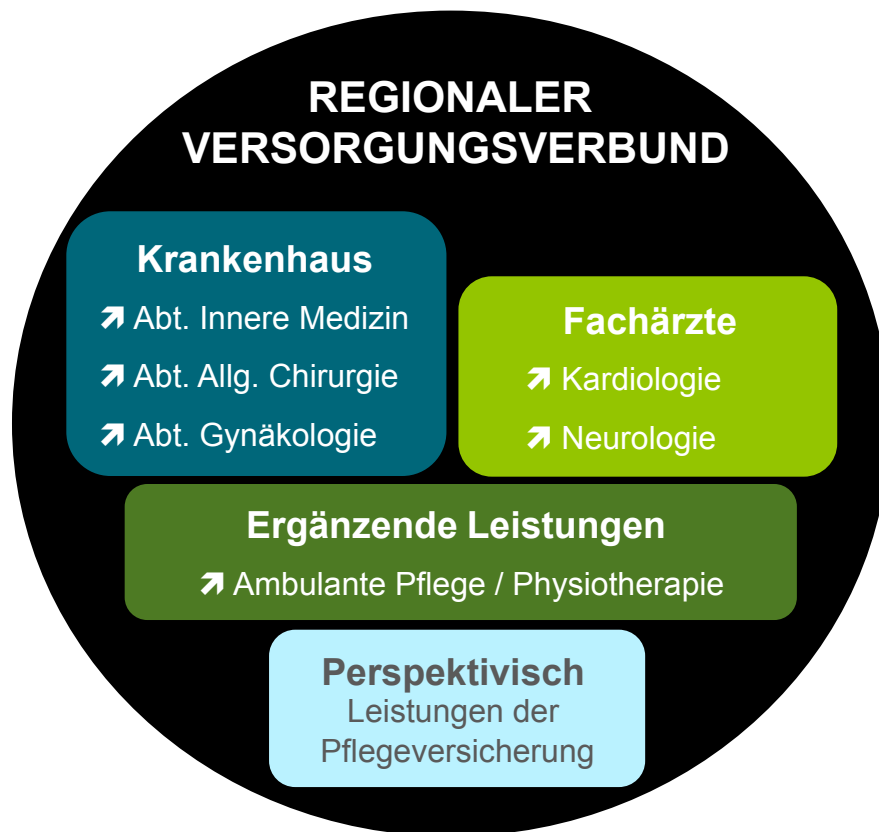 REGIONALER
VERSORGUNGSVERBUND
Krankenhaus
Abt. Innere Medizin
Abt. Allg. Chirurgie
Abt. Gynäkologie
Fachärzte
Kardiologie
Neurologie
Ergänzende Leistungen
Ambulante Pflege / Physiotherapie
Perspektivisch
Leistungen der
Pflegeversicherung